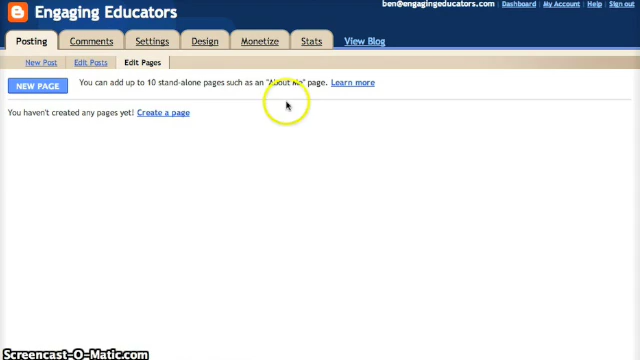 ben@engagingeducators.com Dashboard My Account Help Sign out
Engaging Educators
Posting Comments Settings Design Monetize Stats View Blog
New Post Edit Posts Edit Pages
NEW PAGE You can add up to 10 stand-alone pages such as an "About Me" page. Learn more
You haven't created any pages yet! Create a page
Screencast-O-Matic.com